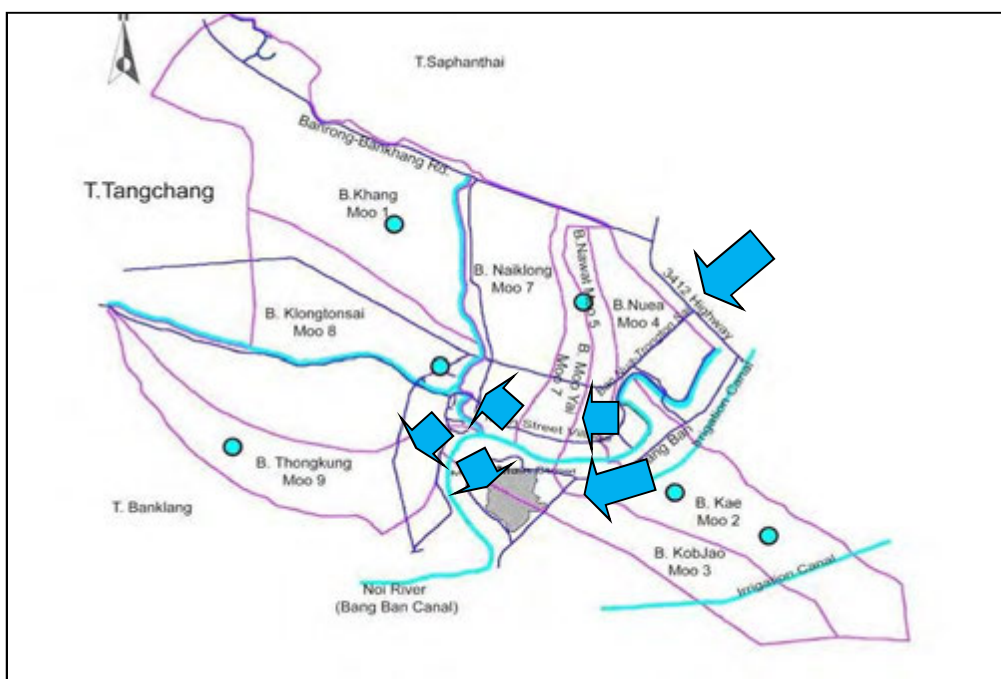 T.Saphanthai
Banrong-Bankhang Rd.
T.Tangchang
B.Khang
Moo 1
B. Naiklong
Moo 7
B.Nawat Moo 5
B.Nuea
Moo 4
3412 Highway
B. Klongtonsai
Moo 8
B. Moo Yai
Moo 7
Street
Irrigation Canal
Ban
B. Thongkung
Moo 9
B. Kae
Moo 2
T. Banklang
B. KobJao
Moo 3
Irrigation Canal
Noi River
(Bang Ban Canal)